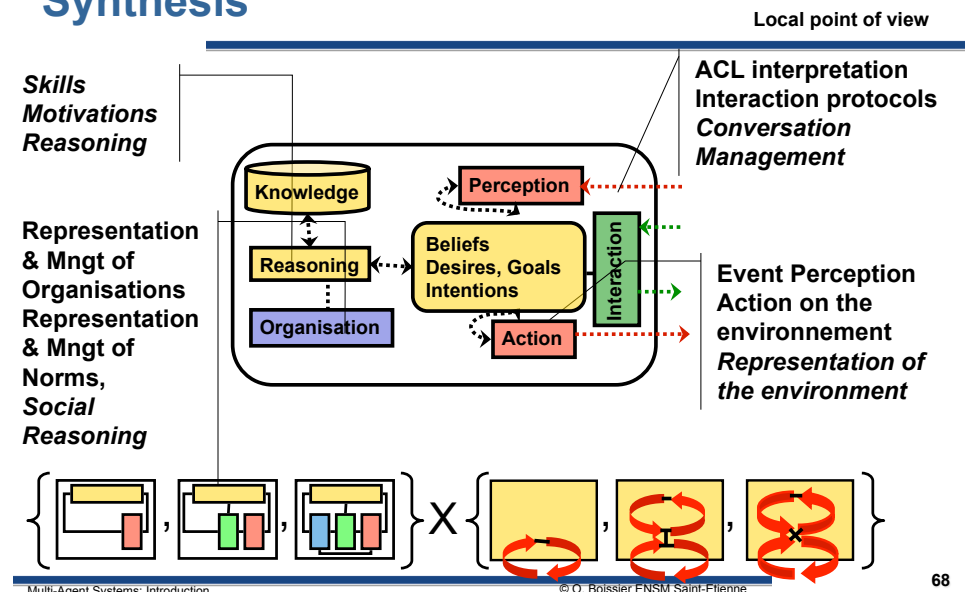 Synthesis
Local point of view
Skills
Motivations
Reasoning
ACL interpretation
Interaction protocols
Conversation
Management
Knowledge
Perception
Representation
& Mngt of
Organisations
Representation
& Mngt of
Norms,
Social
Reasoning
Reasoning
Beliefs
Desires, Goals
Intentions
Interaction
Organisation
Action
Event Perception
Action on the
environnement
Representation of
the environment
{ , , } X { , , }
Multi-Agent Systems: Introduction
© O. Boissier ENSM Saint-Etienne
68